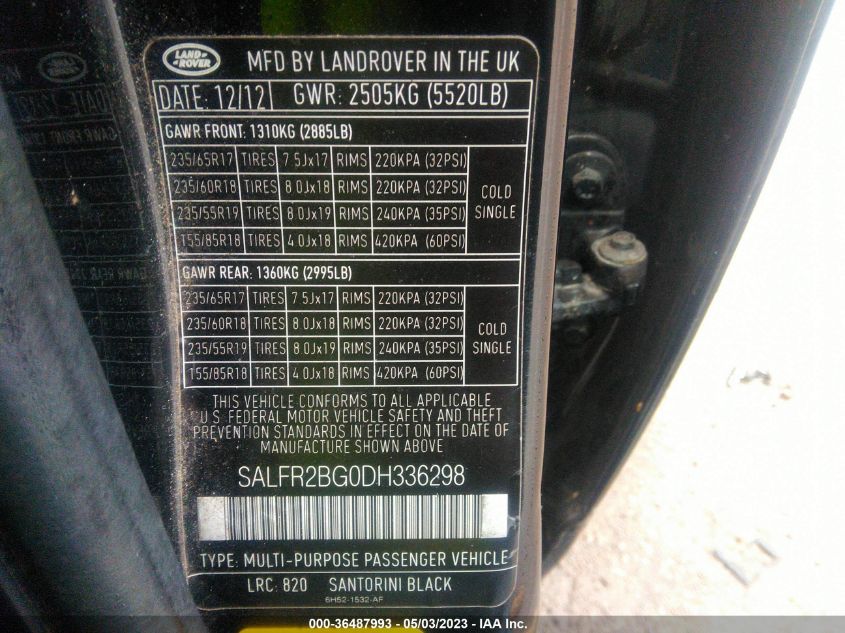 LAND
ROVER
MFD BY LANDROVER IN THE UK
DATE: 12/12 GWR: 2505KG (5520LB)
GAWR FRONT: 1310KG (2885LB)
235/65R17 TIRES 7.5Jx17 RIMS 220KPA (32PSI)
235/60R18 TIRES 8.0Jx18 RIMS 220KPA (32PSI)
235/55R19 TIRES 8.0Jx19 RIMS 240KPA (35PSI)
T55/85R18 TIRES 4.0Jx18 RIMS 420KPA (60PSI)
COLD
SINGLE
GAWR REAR: 1360KG (2995LB)
235/65R17 TIRES 7.5Jx17 RIMS 220KPA (32PSI)
235/60R18 TIRES 8.0Jx18 RIMS 220KPA (32PSI)
235/55R19 TIRES 8.0Jx19 RIMS 240KPA (35PSI)
T55/85R18 TIRES 4.0Jx18 RIMS 420KPA (60PSI)
COLD
SINGLE
THIS VEHICLE CONFORMS TO ALL APPLICABLE
U.S. FEDERAL MOTOR VEHICLE SAFETY AND THEFT
PREVENTION STANDARDS IN EFFECT ON THE DATE OF
MANUFACTURE SHOWN ABOVE
SALFR2BG0DH336298
TYPE: MULTI-PURPOSE PASSENGER VEHICLE
LRC: 820 SANTORINI BLACK
6H52-1532-AF
000-36487993 - 05/03/2023 - IAA Inc.